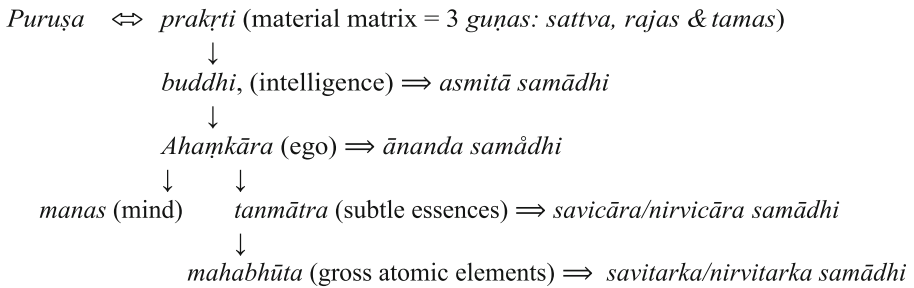 Puruṣa ⇔ prakṛti (material matrix = 3 guṇas: sattva, rajas & tamas)
↓
buddhi, (intelligence) ⟹ asmitā samādhi
↓
Ahaṃkāra (ego) ⟹ ānanda samådhi
↓ ↓
manas (mind) tanmātra (subtle essences) ⟹ savicāra/nirvicāra samādhi
↓
mahabhūta (gross atomic elements) ⟹ savitarka/nirvitarka samādhi